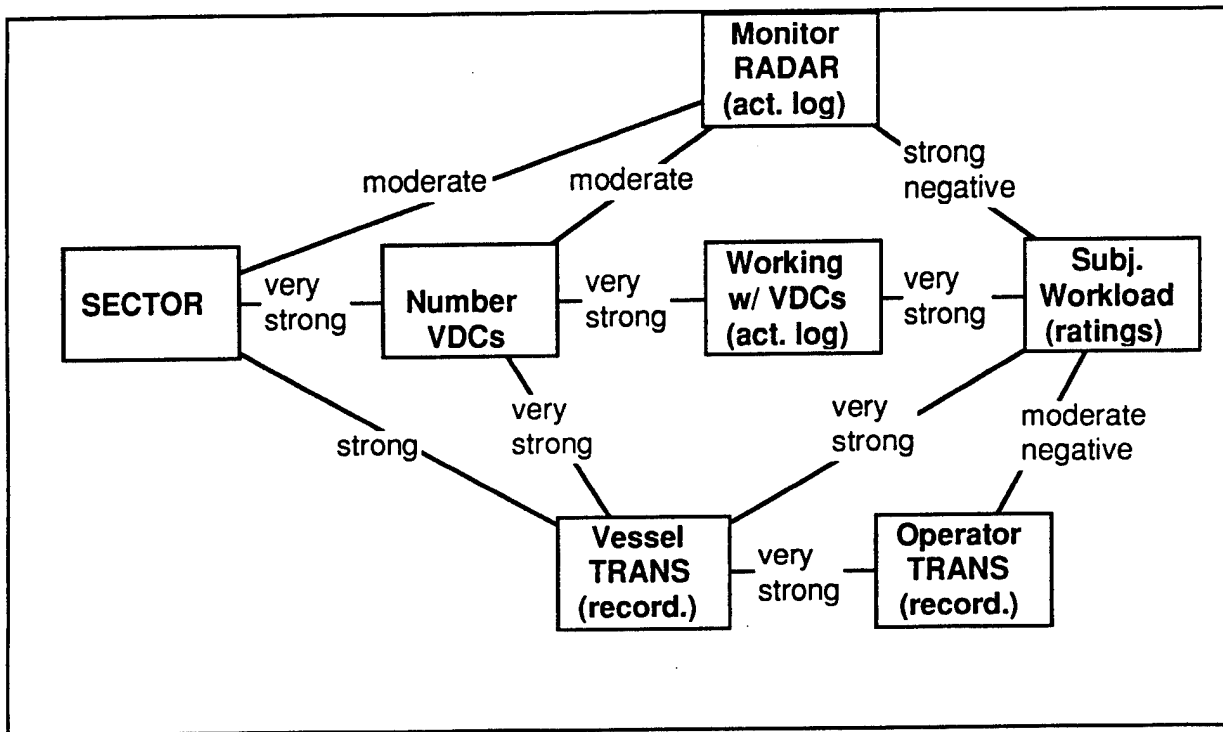 Monitor
RADAR
(act. log)
moderate
moderate
strong
negative
SECTOR
very
strong
Number
VDCs
very
strong
Working
w/ VDCs
(act. log)
very
strong
Subj.
Workload
(ratings)
strong
very
strong
very
strong
moderate
negative
Vessel
TRANS
(record.)
very
strong
Operator
TRANS
(record.)